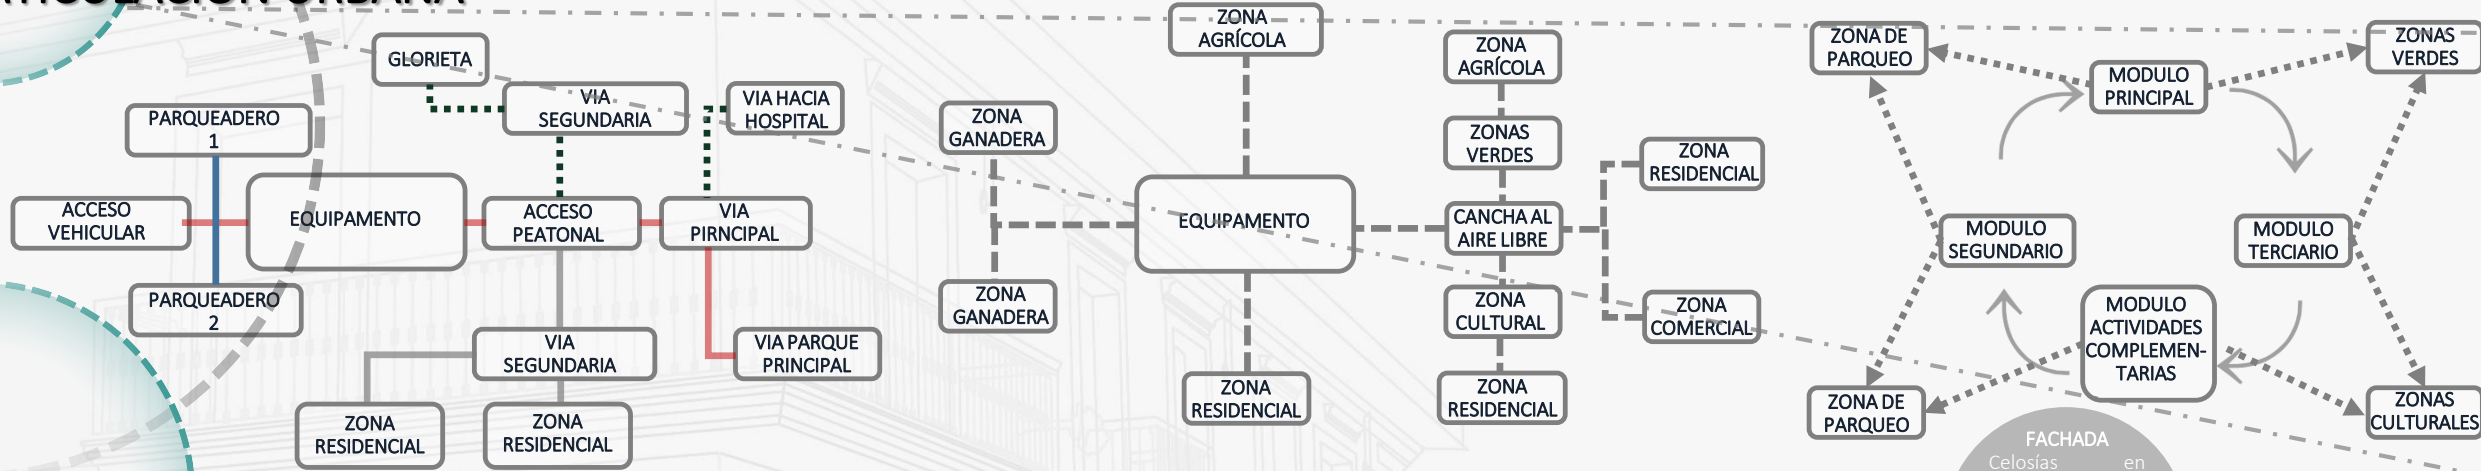 GLORIETA
VIA
SEGUNDARIA
VIA HACIA
HOSPITAL
PARQUEADERO
1
ACCESO
VEHICULAR
EQUIPAMENTO
ACCESO
PEATONAL
VIA
PIRNCIPAL
PARQUEADERO
2
VIA
SEGUNDARIA
VIA PARQUE
PRINCIPAL
ZONA
RESIDENCIAL
ZONA
RESIDENCIAL
ZONA
AGRÍCOLA
ZONA
GANADERA
EQUIPAMENTO
ZONA
GANADERA
ZONA
RESIDENCIAL
ZONA
AGRÍCOLA
ZONAS
VERDES
CANCHA AL
AIRE LIBRE
ZONA
CULTURAL
ZONA
RESIDENCIAL
ZONA
RESIDENCIAL
ZONA
COMERCIAL
ZONA DE
PARQUEO
MODULO
PRINCIPAL
ZONAS
VERDES
MODULO
SEGUNDARIO
MODULO
TERCIARIO
MODULO
ACTIVIDADES
COMPLEMEN-
TARIAS
ZONA DE
PARQUEO
ZONAS
CULTURALES
FACHADA
Celosías en